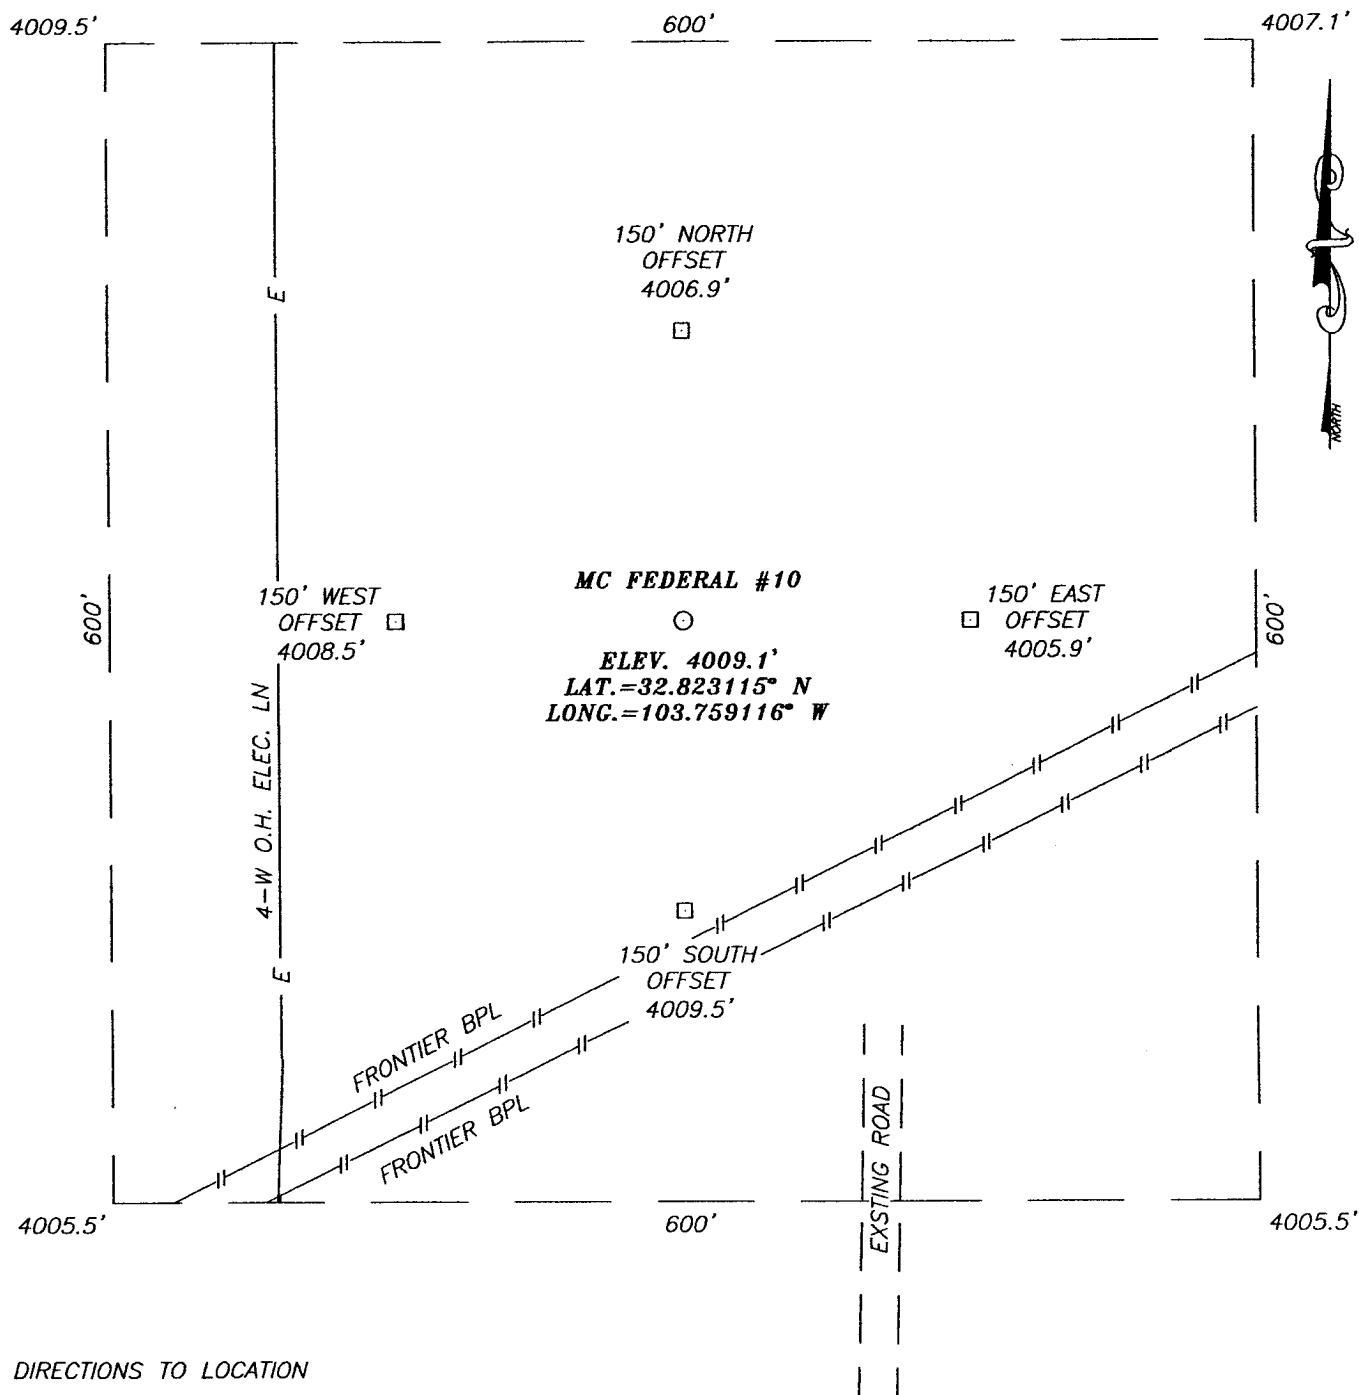 4009.5'
600'
4007.1'
150' NORTH
OFFSET
4006.9'
NORTH
E
600'
150' WEST
OFFSET
4008.5'
MC FEDERAL #10
ELEV. 4009.1'
LAT.=32.823115° N
LONG.=103.759116° W
150' EAST
OFFSET
4005.9'
600'
4-W O.H. ELEC. LN
E
150' SOUTH
OFFSET
4009.5'
FRONTIER BPL
FRONTIER BPL
EXSTING ROAD
4005.5'
600'
4005.5'
DIRECTIONS TO LOCATION